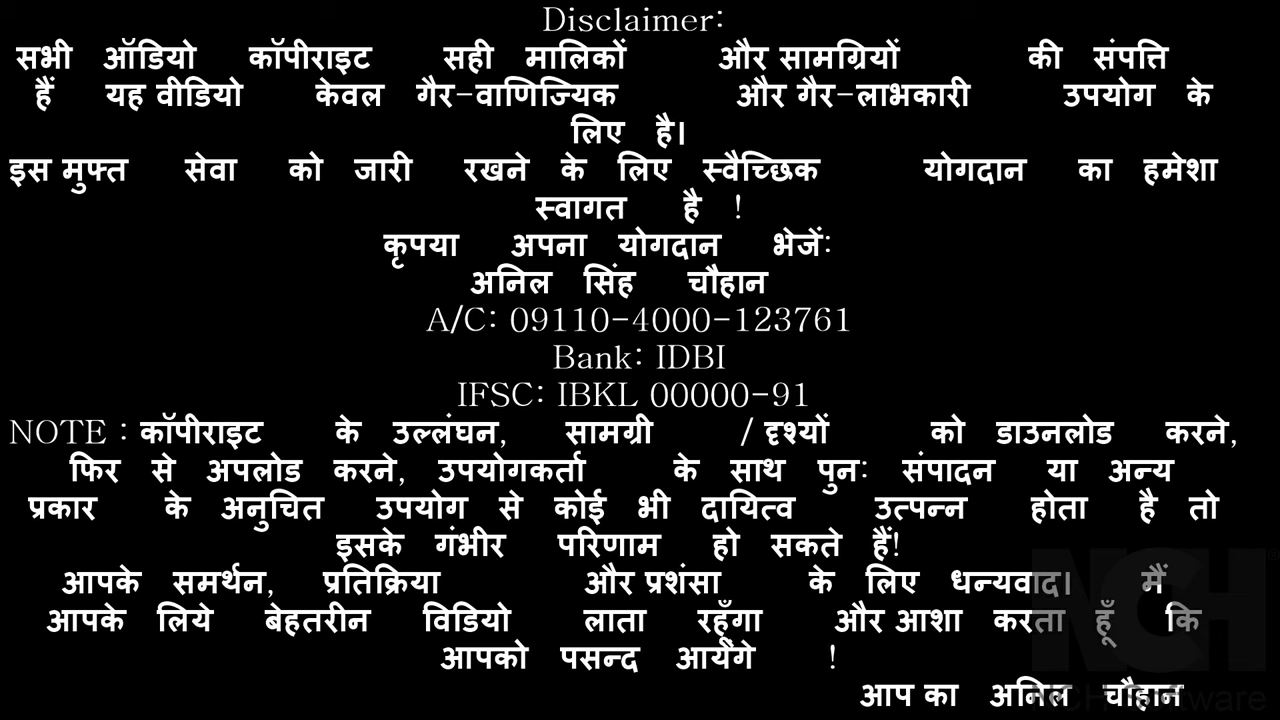 Disclaimer:
सभी ऑडियो कॉपीराइट सही मालिकों और सामग्रियों की संपत्ति
हैं यह वीडियो केवल गैर-वाणिज्यिक और गैर-लाभकारी उपयोग के
लिए है।
इस मुफ्त सेवा को जारी रखने के लिए स्वैच्छिक योगदान का हमेशा
स्वागत है !
कृपया अपना योगदान भेजें:
अनिल सिंह चौहान
A/C: 09110-4000-123761
Bank: IDBI
IFSC: IBKL 00000-91
NOTE : कॉपीराइट के उल्लंघन, सामग्री / दृश्यों को डाउनलोड करने,
फिर से अपलोड करने, उपयोगकर्ता के साथ पुन: संपादन या अन्य
प्रकार के अनुचित उपयोग से कोई भी दायित्व उत्पन्न होता है तो
इसके गंभीर परिणाम हो सकते हैं!
आपके समर्थन, प्रतिक्रिया और प्रशंसा के लिए धन्यवाद। मैं
आपके लिये बेहतरीन विडियो लाता रहूँगा और आशा करता हूँ कि
आपको पसन्द आयेंगे !
आप का अनिल चौहान
NCH
NCH Software